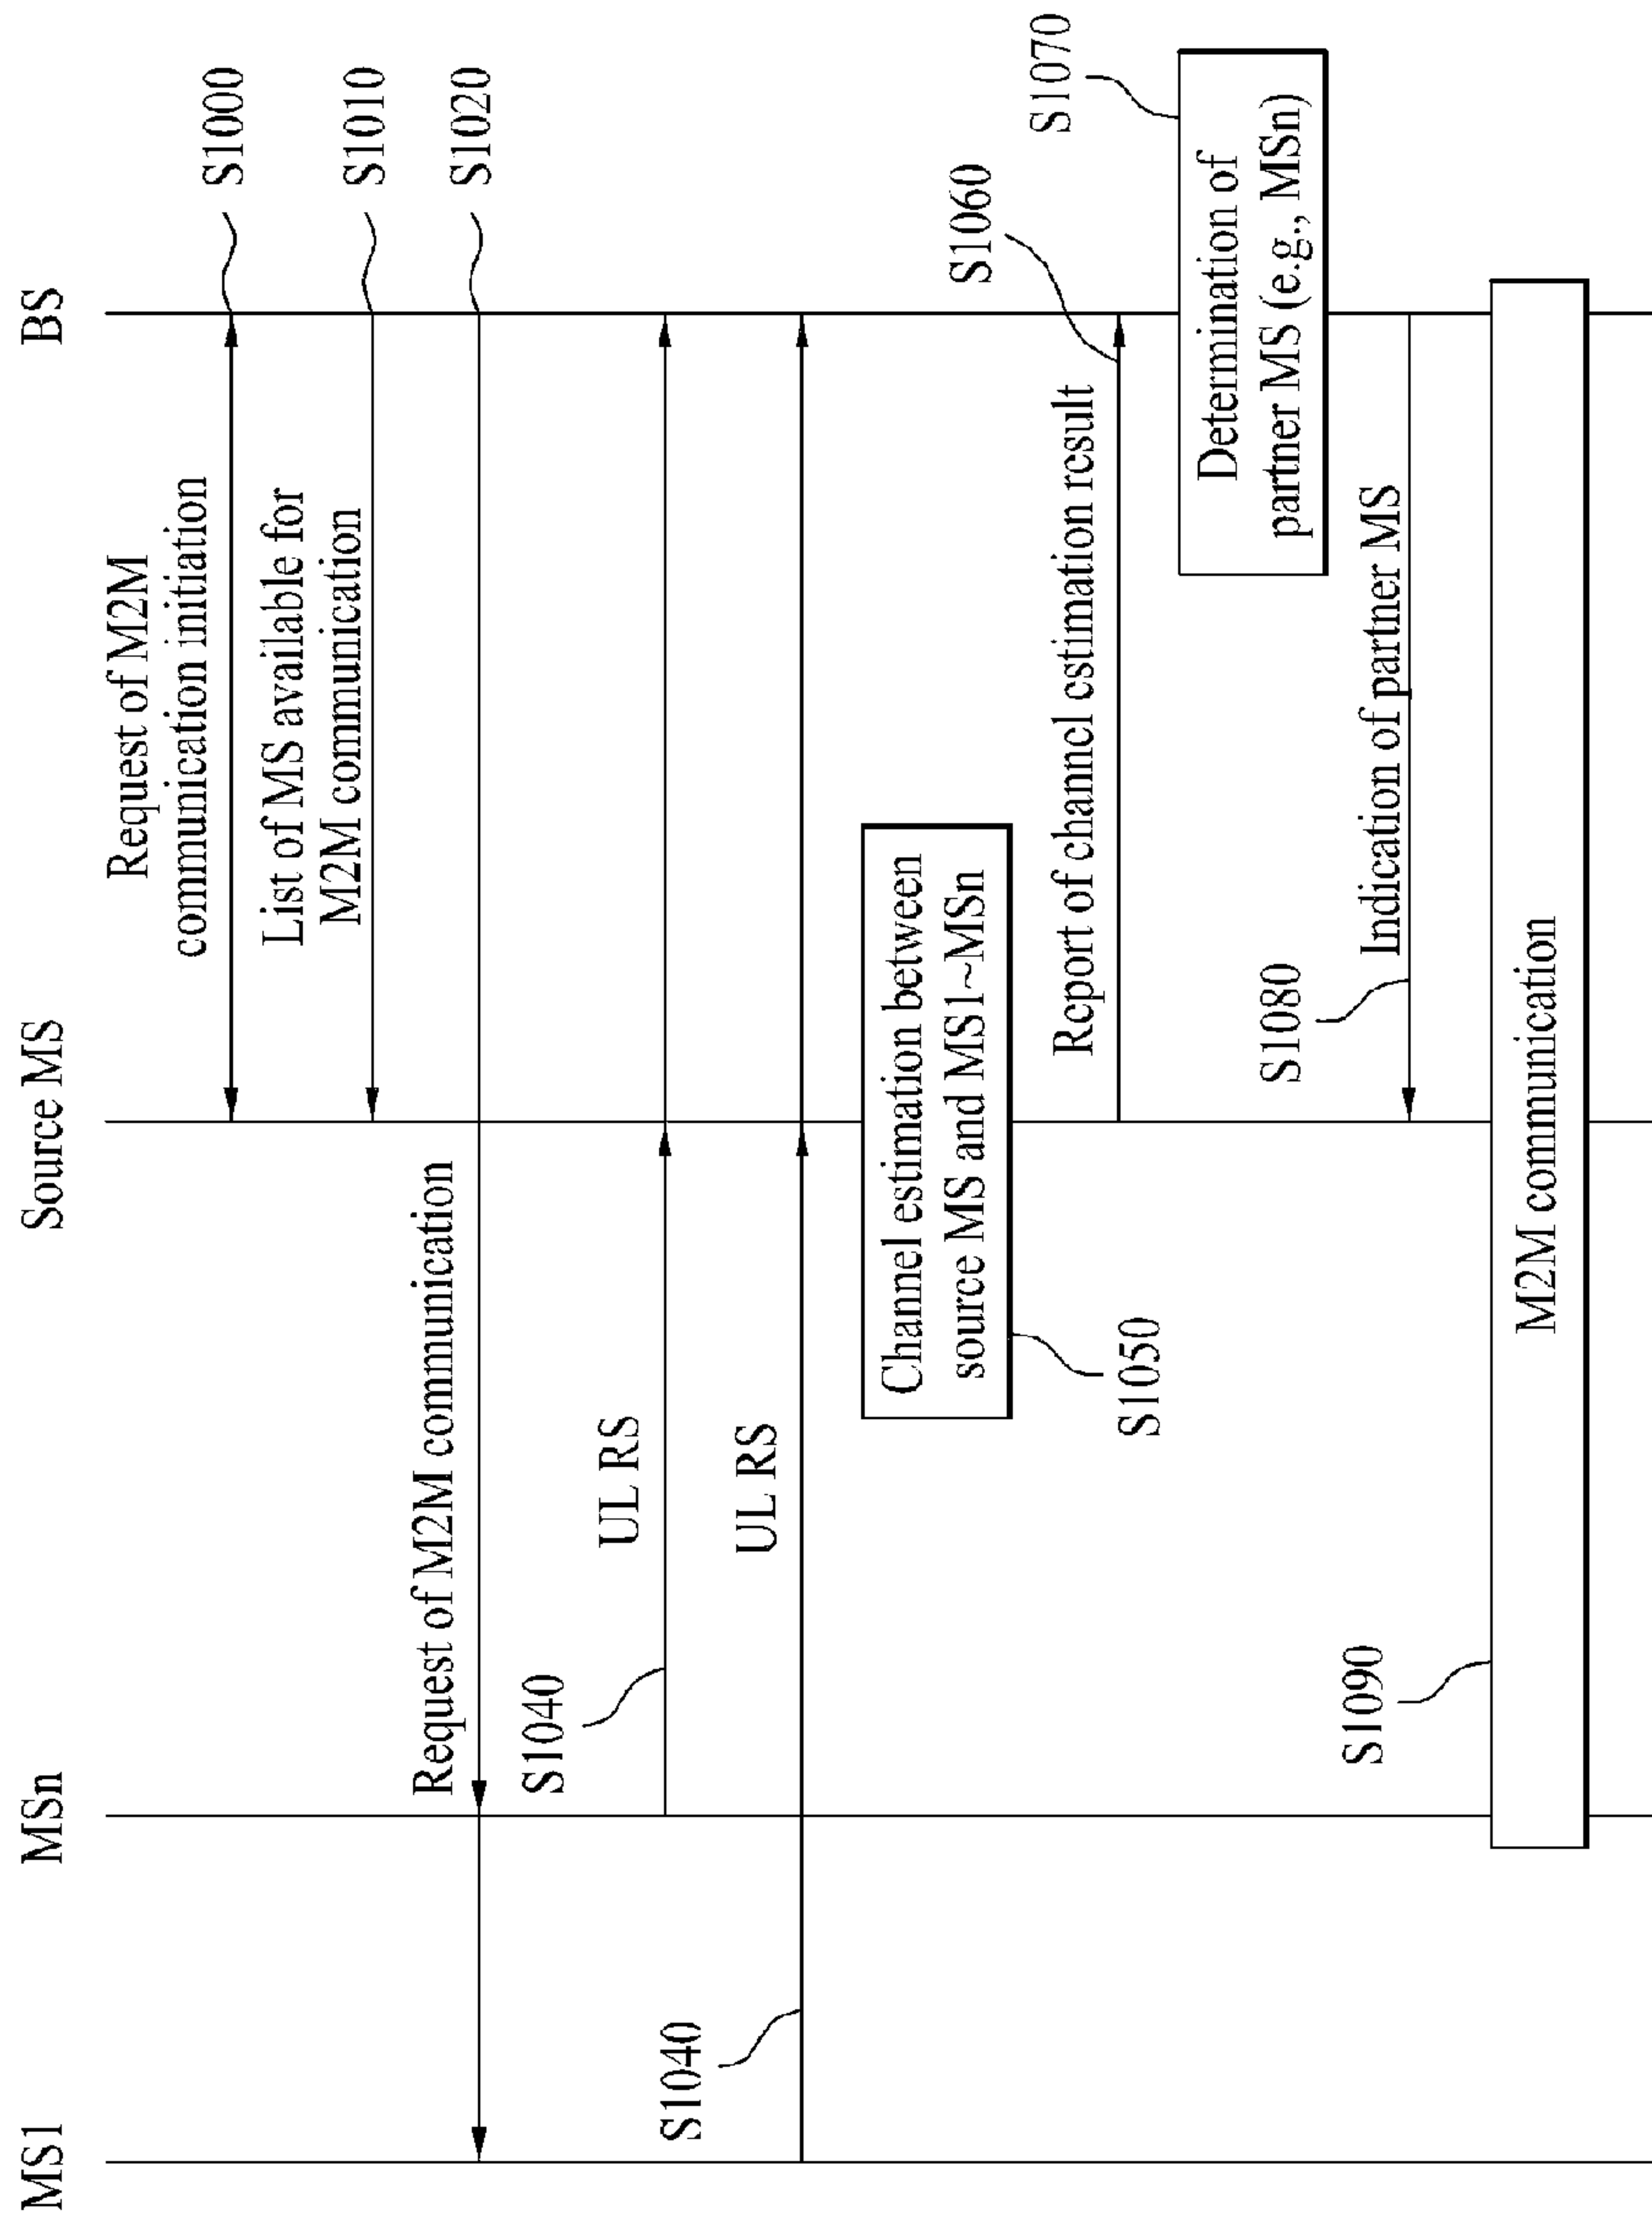 MS1
MSn
Source MS
BS
Request of M2M
communication initiation
S1000
List of MS available for
M2M communication
S1010
Request of M2M communication
S1020
S1040
UL RS
S1040
UL RS
Channel estimation between
source MS and MS1~MSn
S1050
Report of channel estimation result
S1060
Determination of
partner MS (e.g., MSn)
S1070
S1080
Indication of partner MS
S1090
M2M communication